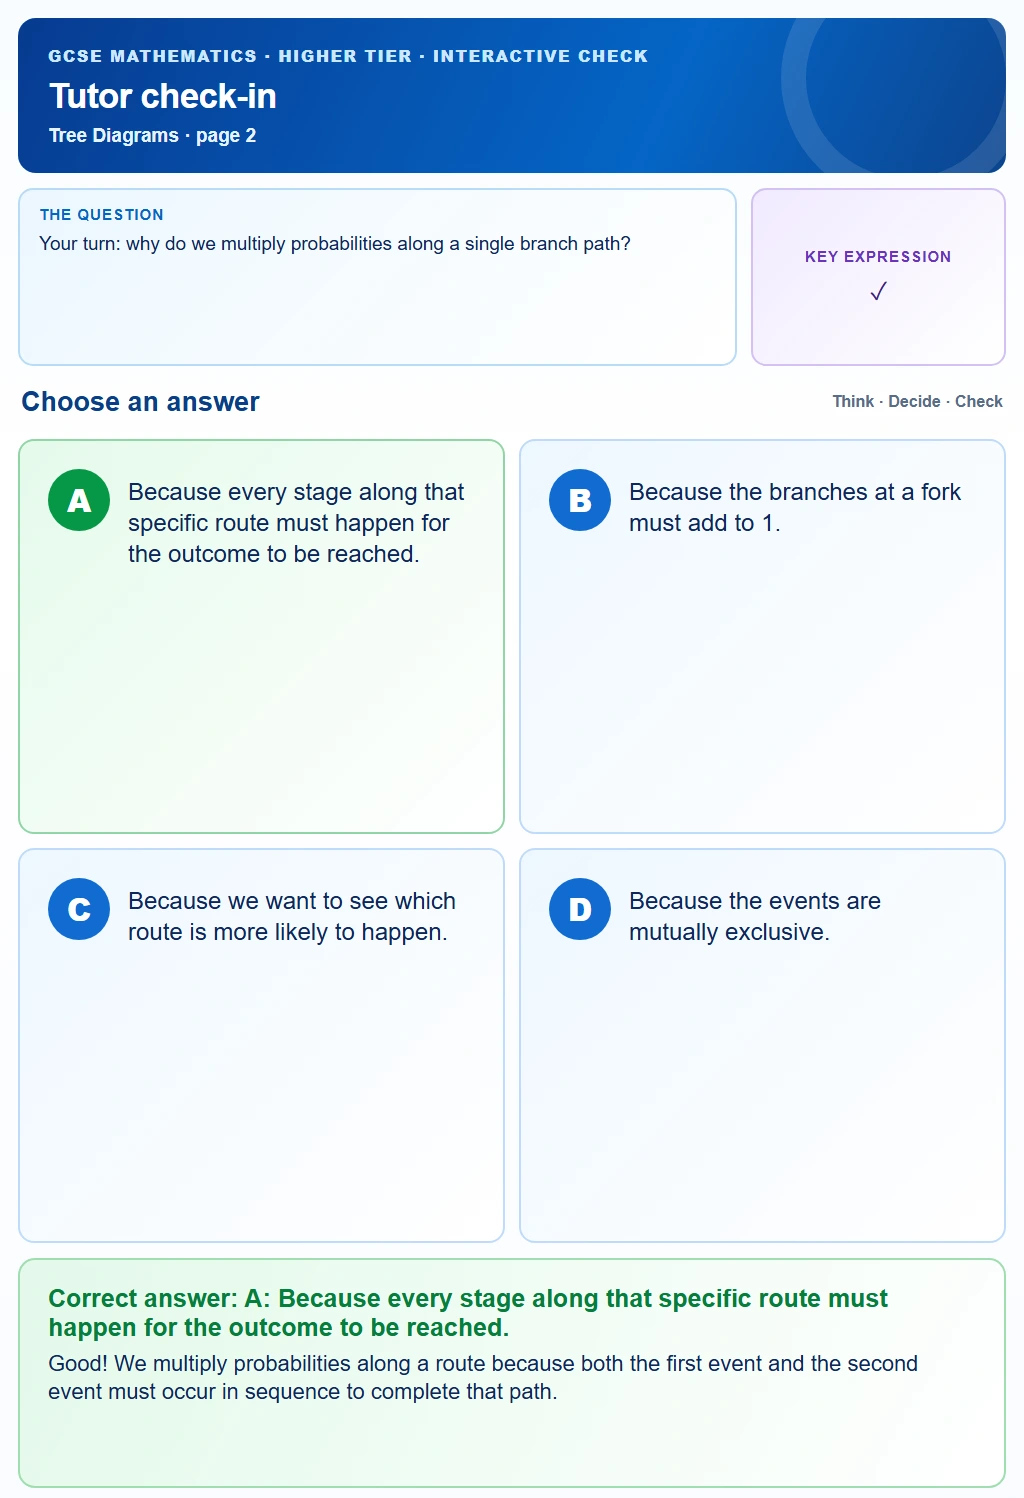 GCSE MATHEMATICS · HIGHER TIER · INTERACTIVE CHECK
Tutor check-in
Tree Diagrams · page 2
THE QUESTION
Your turn: why do we multiply probabilities along a single branch path?
KEY EXPRESSION
✓
Choose an answer
Think · Decide · Check
A
Because every stage along that
specific route must happen for
the outcome to be reached.
B
Because the branches at a fork
must add to 1.
C
Because we want to see which
route is more likely to happen.
D
Because the events are
mutually exclusive.
Correct answer: A: Because every stage along that specific route must
happen for the outcome to be reached.
Good! We multiply probabilities along a route because both the first event and the second
event must occur in sequence to complete that path.